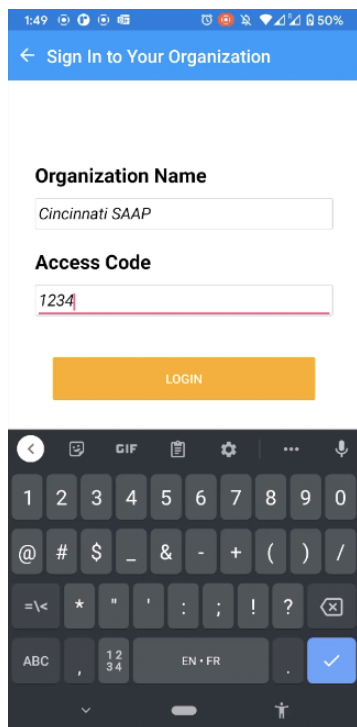 1:49 50%
Sign In to Your Organization
Organization Name
Cincinnati SAAP
Access Code
1234
LOGIN
GIF
1 2 3 4 5 6 7 8 9 0
@ # $ _ & - + ( ) /
=\< * " ' : ; ! ?
ABC , 12 EN • FR .
34